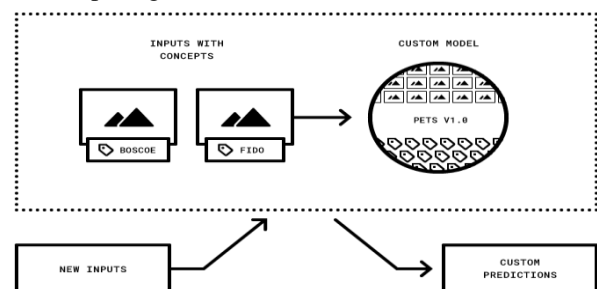 INPUTS WITH
CONCEPTS
CUSTOM MODEL
BOSCOE
FIDO
PETS V1.0
NEW INPUTS
CUSTOM
PREDICTIONS